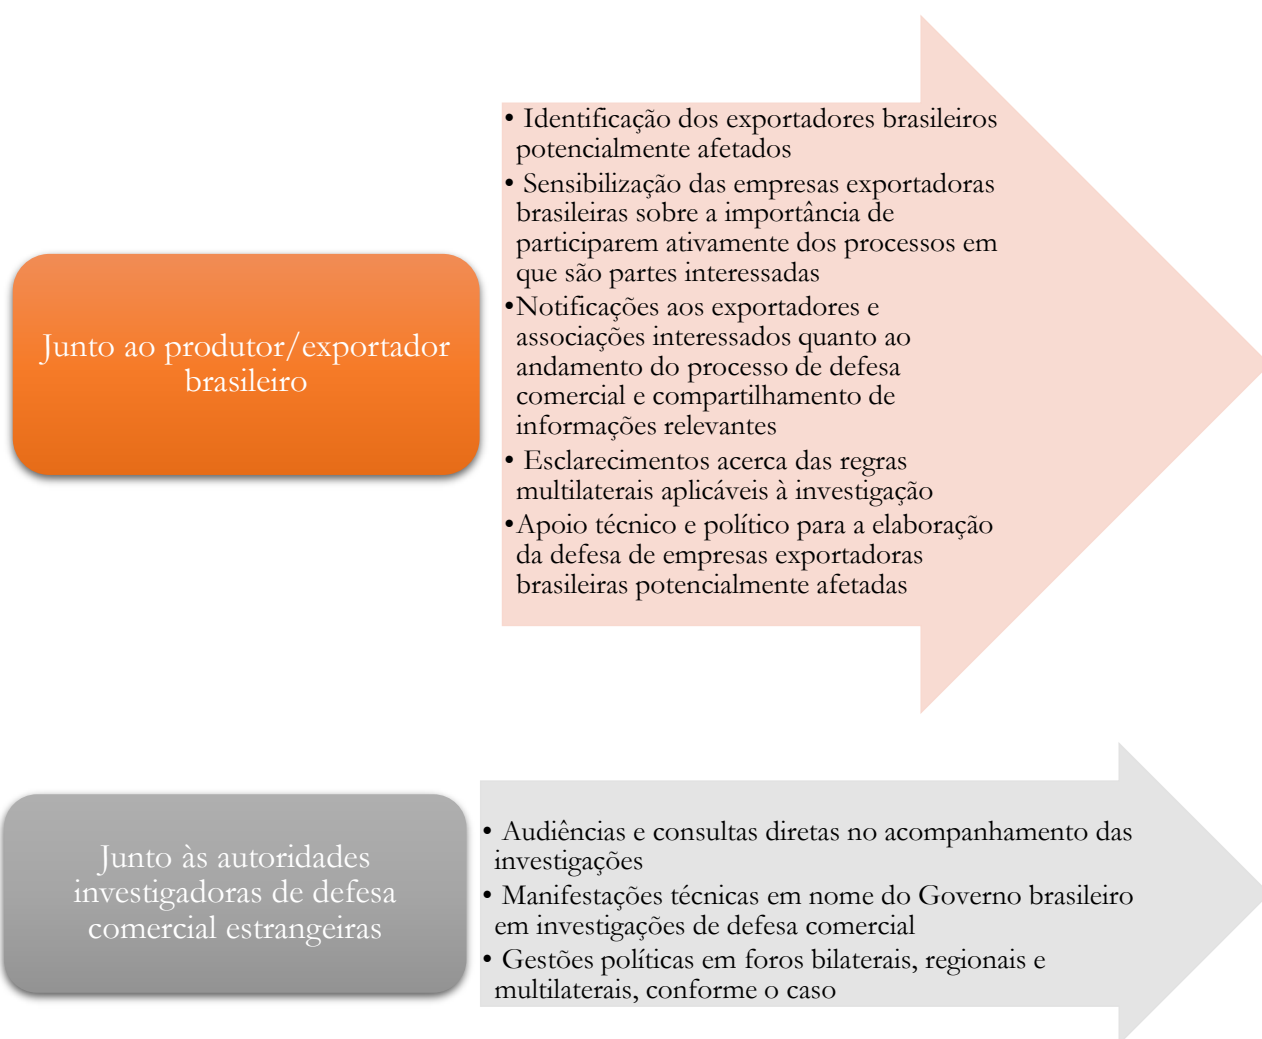 Junto ao produtor/exportador
brasileiro
• Identificação dos exportadores brasileiros
potencialmente afetados
• Sensibilização das empresas exportadoras
brasileiras sobre a importância de
participarem ativamente dos processos em
que são partes interessadas
•Notificações aos exportadores e
associações interessados quanto ao
andamento do processo de defesa
comercial e compartilhamento de
informações relevantes
• Esclarecimentos acerca das regras
multilaterais aplicáveis à investigação
•Apoio técnico e político para a elaboração
da defesa de empresas exportadoras
brasileiras potencialmente afetadas
Junto às autoridades
investigadoras de defesa
comercial estrangeiras
• Audiências e consultas diretas no acompanhamento das
investigações
• Manifestações técnicas em nome do Governo brasileiro
em investigações de defesa comercial
• Gestões políticas em foros bilaterais, regionais e
multilaterais, conforme o caso